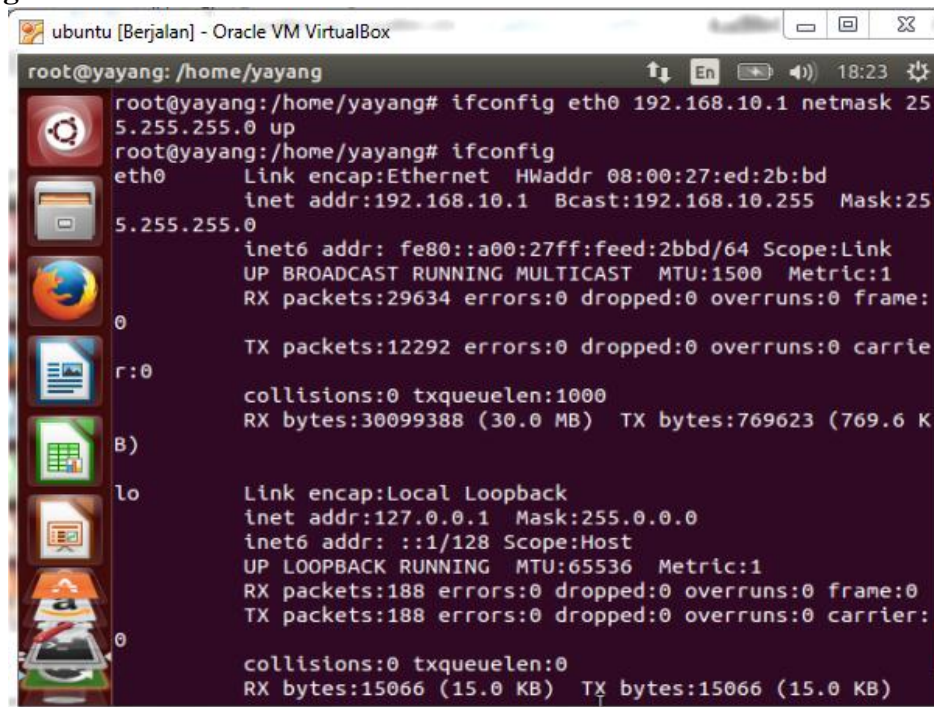 ubuntu [Berjalan] - Oracle VM VirtualBox
root@yayang: /home/yayang En 18:23
root@yayang:/home/yayang# ifconfig eth0 192.168.10.1 netmask 25
5.255.255.0 up
root@yayang:/home/yayang# ifconfig
eth0 Link encap:Ethernet HWaddr 08:00:27:ed:2b:bd
inet addr:192.168.10.1 Bcast:192.168.10.255 Mask:25
5.255.255.0
inet6 addr: fe80::a00:27ff:feed:2bbd/64 Scope:Link
UP BROADCAST RUNNING MULTICAST MTU:1500 Metric:1
RX packets:29634 errors:0 dropped:0 overruns:0 frame:
0
TX packets:12292 errors:0 dropped:0 overruns:0 carrie
r:0
collisions:0 txqueuelen:1000
RX bytes:30099388 (30.0 MB) TX bytes:769623 (769.6 K
B)
lo Link encap:Local Loopback
inet addr:127.0.0.1 Mask:255.0.0.0
inet6 addr: ::1/128 Scope:Host
UP LOOPBACK RUNNING MTU:65536 Metric:1
RX packets:188 errors:0 dropped:0 overruns:0 frame:0
TX packets:188 errors:0 dropped:0 overruns:0 carrier:
0
collisions:0 txqueuelen:0
RX bytes:15066 (15.0 KB) TX bytes:15066 (15.0 KB)